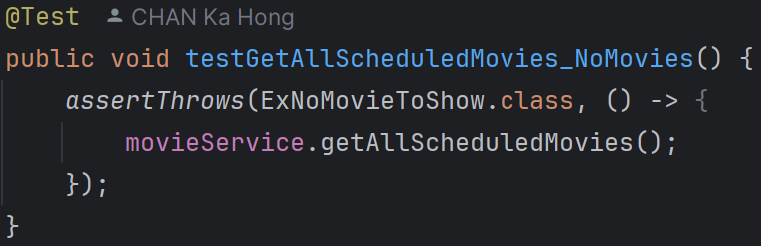 @Test CHAN Ka Hong
public void testGetAllScheduledMovies_NoMovies() {
    assertThrows(ExNoMovieToShow.class, () -> {
        movieService.getAllScheduledMovies();
    });
}